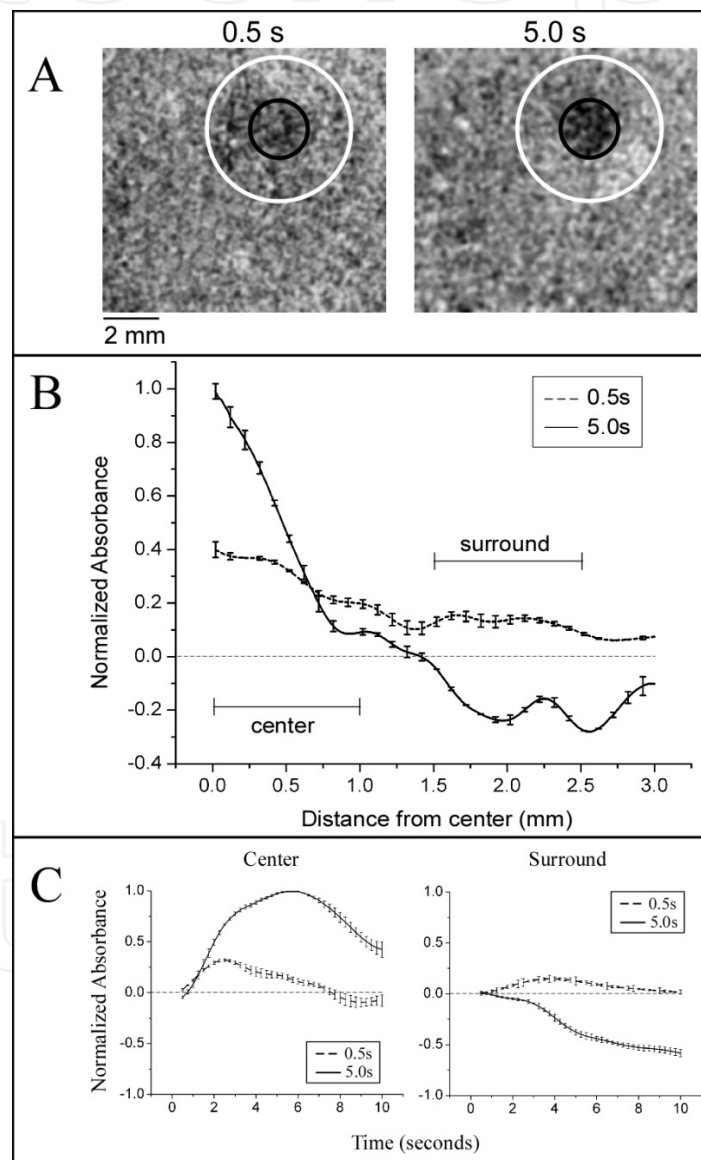 0.5 s 5.0 s
A
2 mm
B
0.5s
5.0s
surround
center
Normalized Absorbance
1.0
0.8
0.6
0.4
0.2
0.0
-0.2
-0.4
0.0 0.5 1.0 1.5 2.0 2.5 3.0
Distance from center (mm)
C
Center Surround
Normalized Absorbance
1.0
0.5
0.0
-0.5
-1.0
0 2 4 6 8 10
0.5s
5.0s
1.0
0.5
0.0
-0.5
-1.0
0 2 4 6 8 10
0.5s
5.0s
Time (seconds)